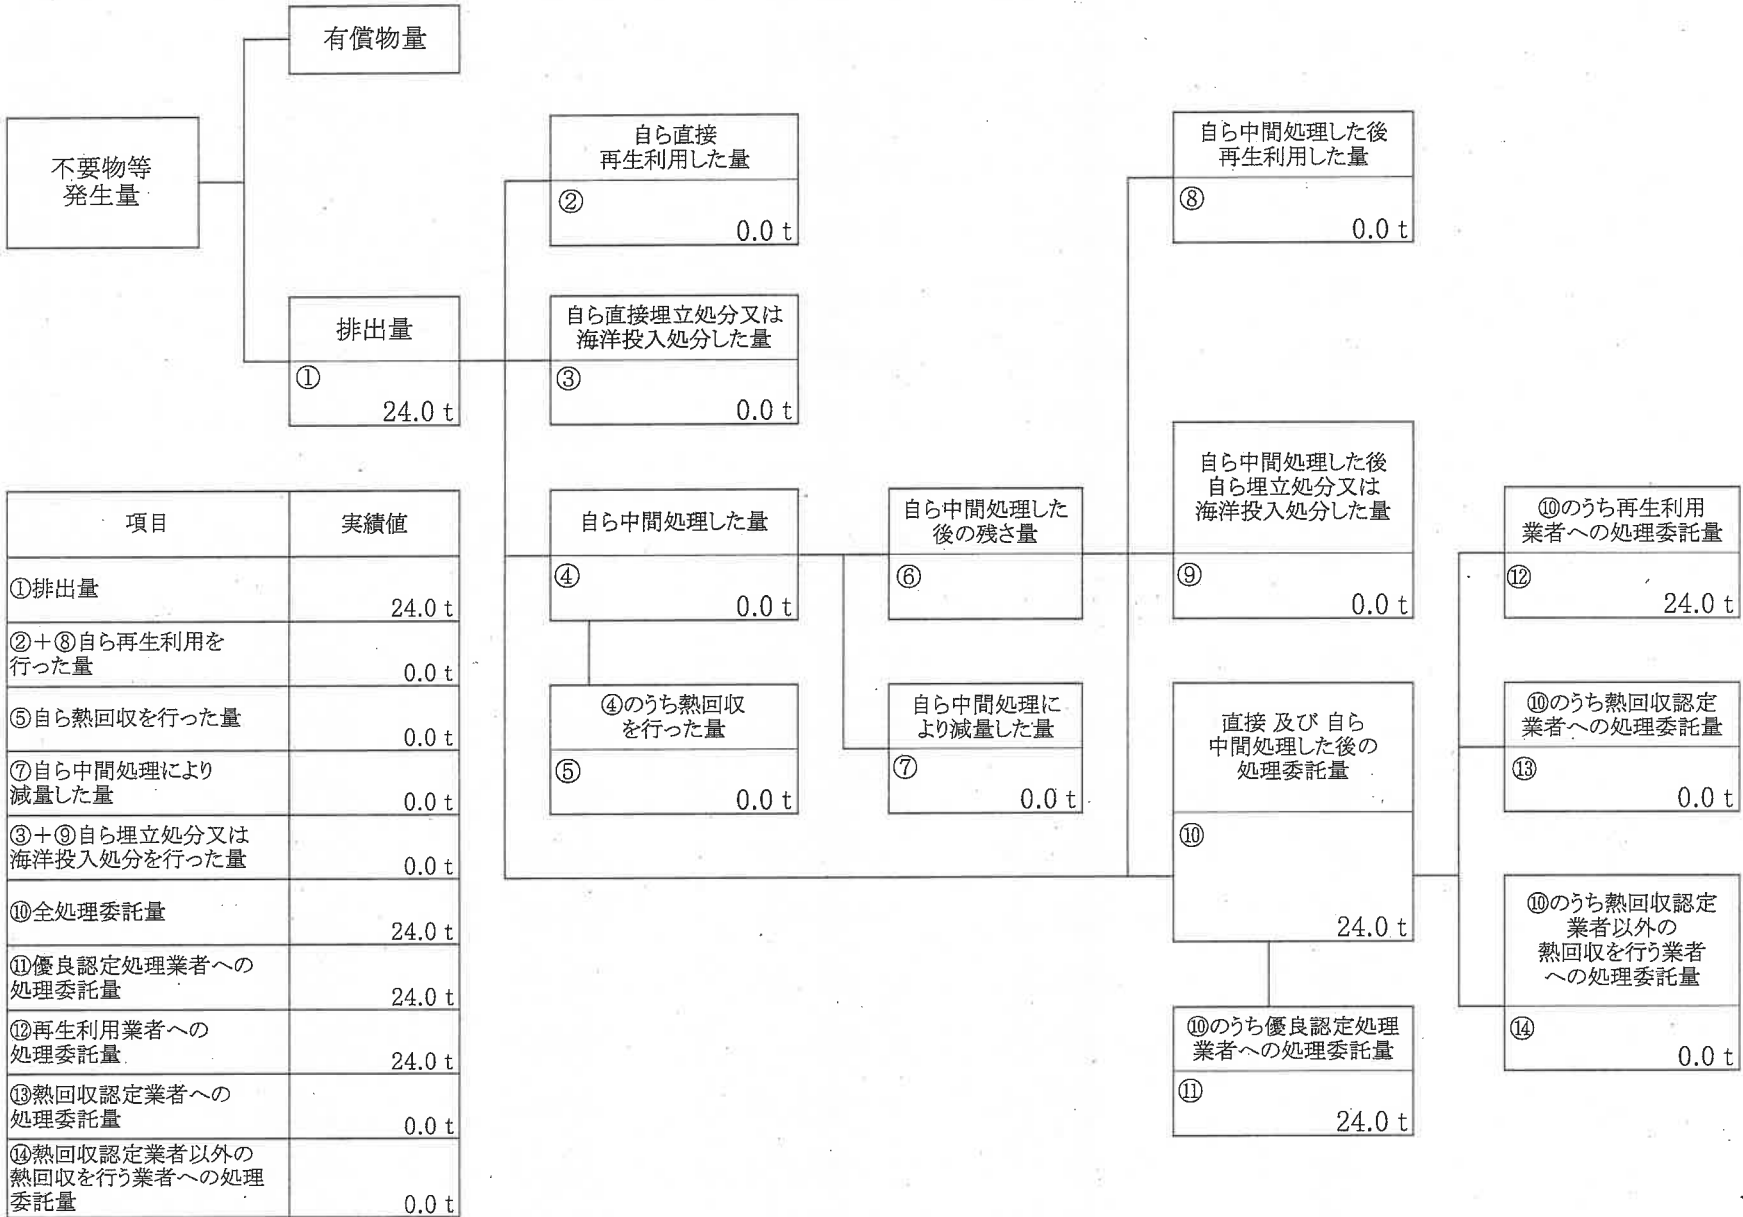 有償物量
不要物等
発生量
排出量
①
24.0 t
自ら直接
再生利用した量
②
0.0 t
自ら直接埋立処分又は
海洋投入処分した量
③
0.0 t
自ら中間処理した量
④
0.0 t
④のうち熱回収
を行った量
⑤
0.0 t
自ら中間処理した
後の残さ量
⑥
自ら中間処理に
より減量した量
⑦
0.0 t
自ら中間処理した後
再生利用した量
⑧
0.0 t
自ら中間処理した後
自ら埋立処分又は
海洋投入処分した量
⑨
0.0 t
直接 及び 自ら
中間処理した後の
処理委託量
⑩
24.0 t
⑩のうち優良認定処理
業者への処理委託量
⑪
24.0 t
⑩のうち再生利用
業者への処理委託量
⑫
24.0 t
⑩のうち熱回収認定
業者への処理委託量
⑬
0.0 t
⑩のうち熱回収認定
業者以外の
熱回収を行う業者
への処理委託量
⑭
0.0 t
項目 実績値
①排出量
24.0 t
②+⑧自ら再生利用を
行った量
0.0 t
⑤自ら熱回収を行った量
0.0 t
⑦自ら中間処理により
減量した量
0.0 t
③+⑨自ら埋立処分又は
海洋投入処分を行った量
0.0 t
⑩全処理委託量
24.0 t
⑪優良認定処理業者への
処理委託量
24.0 t
⑫再生利用業者への
処理委託量
24.0 t
⑬熱回収認定業者への
処理委託量
0.0 t
⑭熱回収認定業者以外の
熱回収を行う業者への処理
委託量
0.0 t